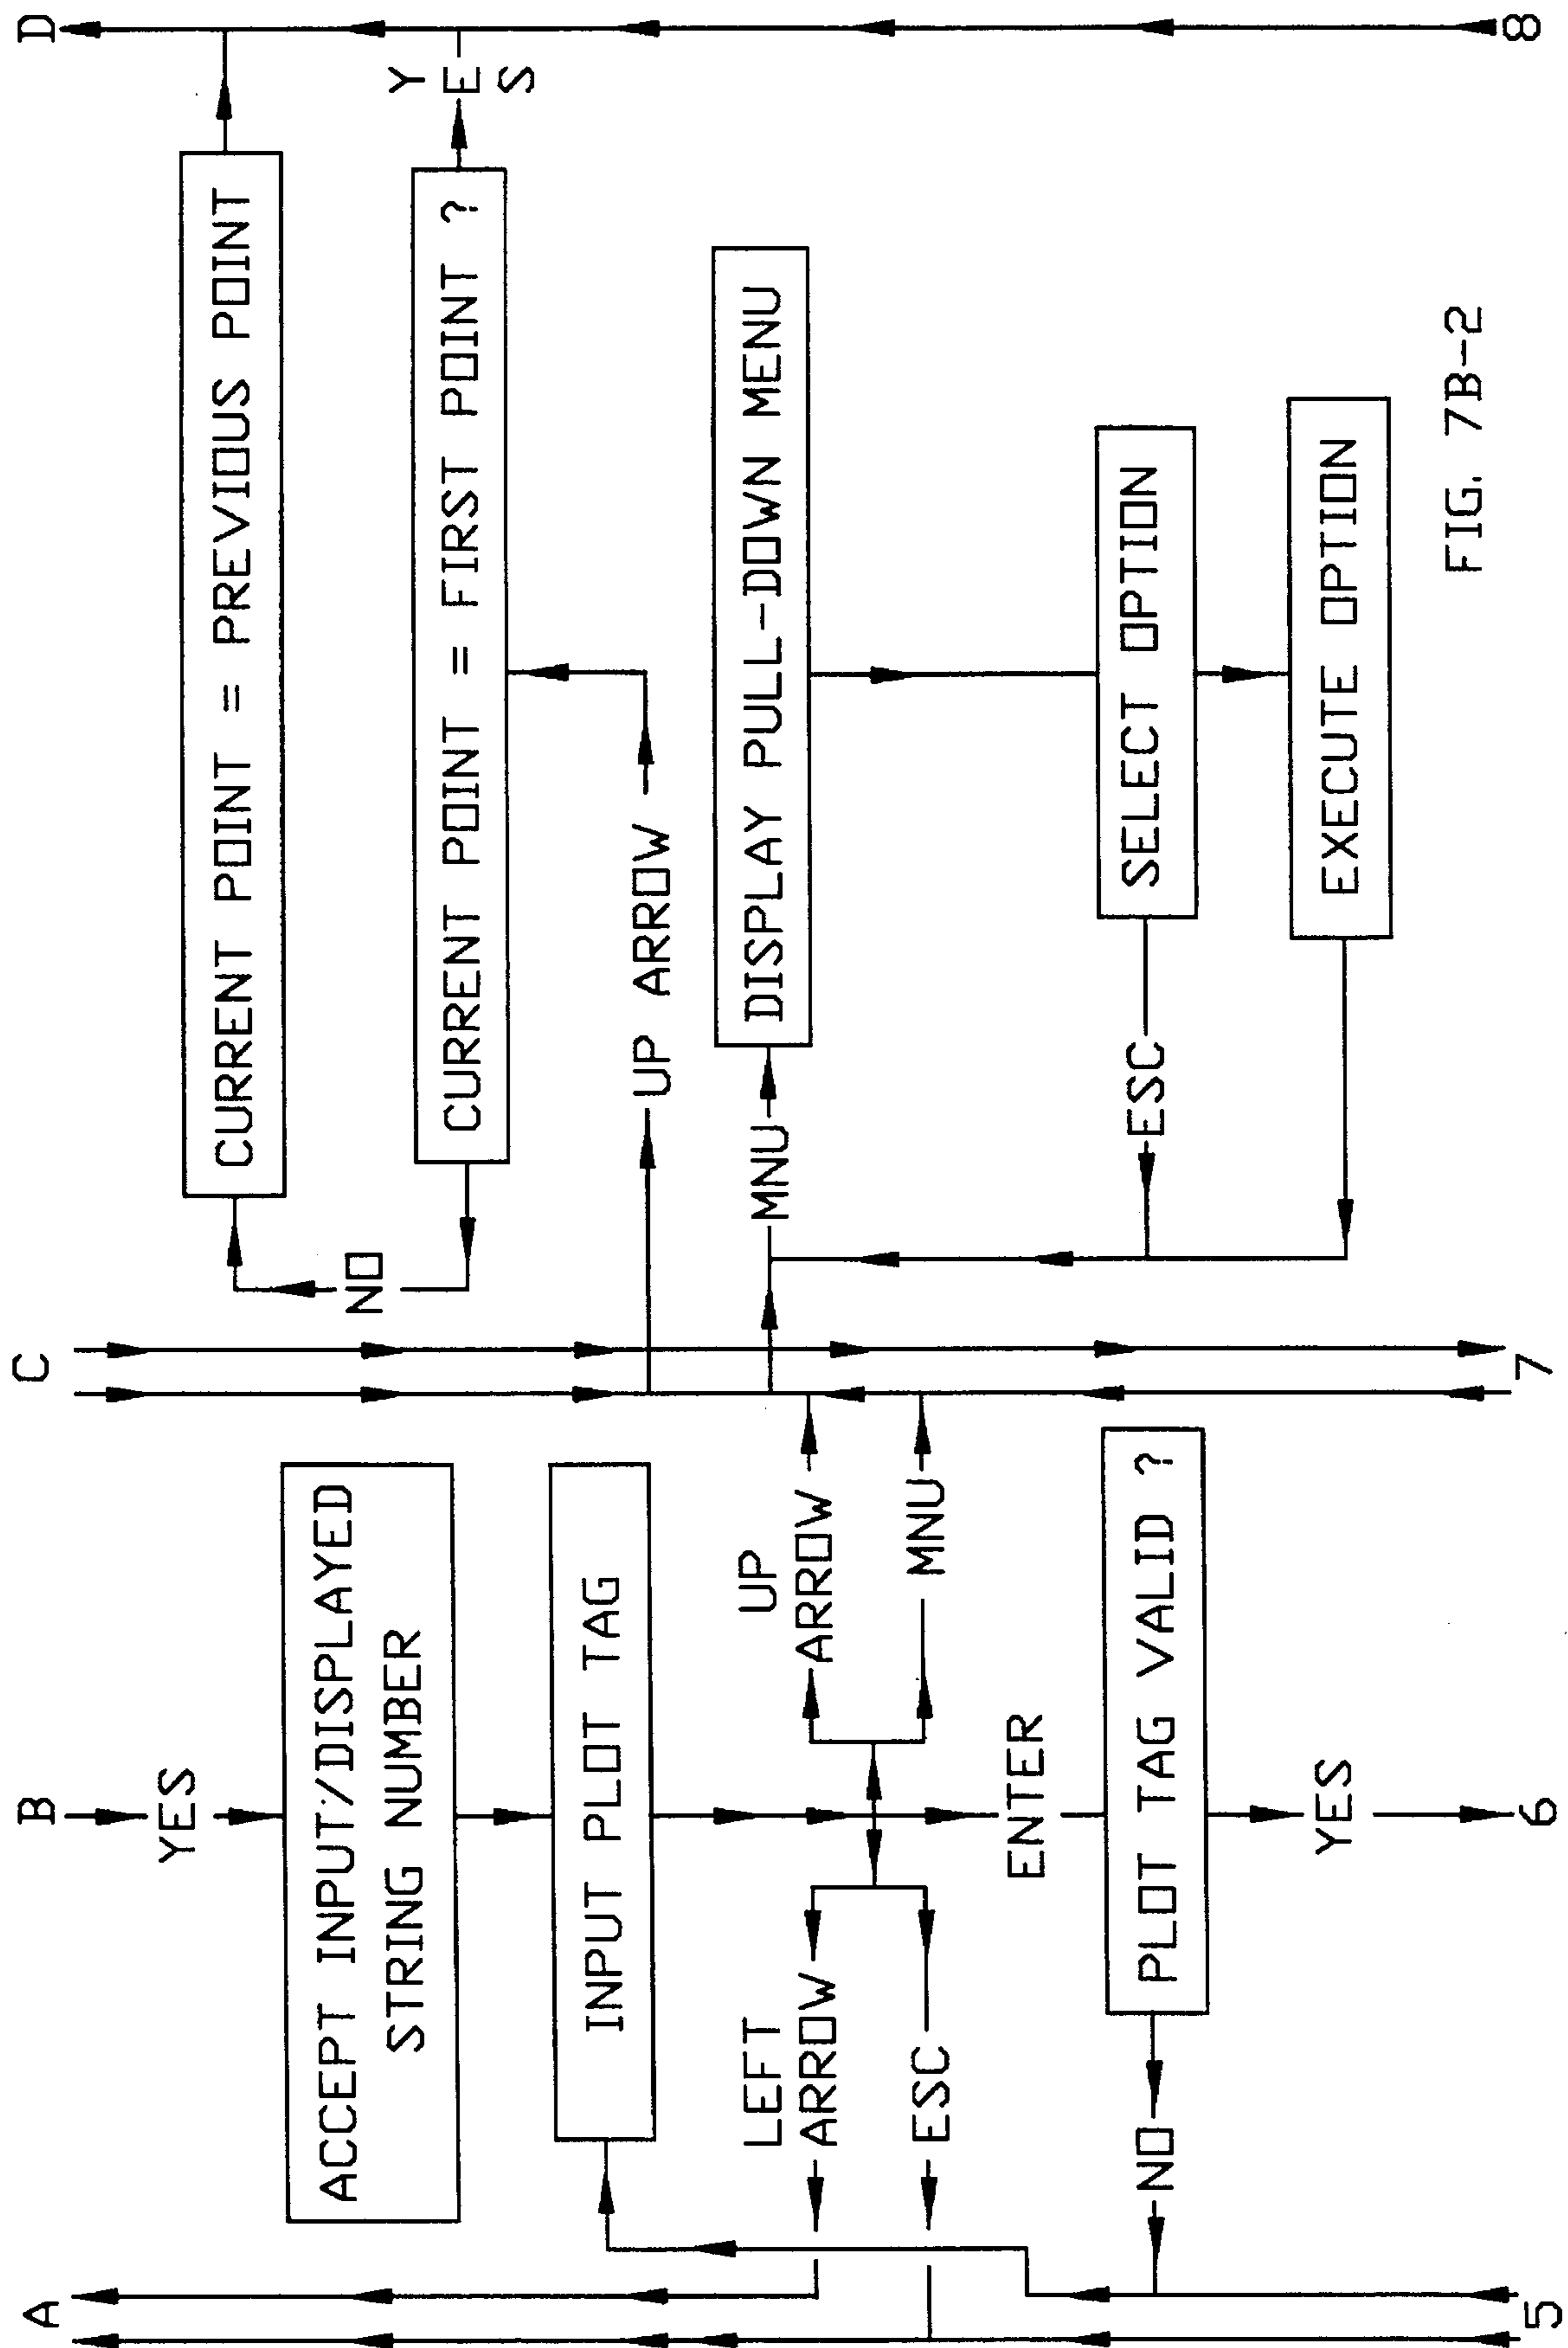 A
B
C
D
YES
ACCEPT INPUT/DISPLAYED
STRING NUMBER
INPUT PLOT TAG
LEFT
ARROW
ESC
UP
ARROW
MNU
ENTER
PLOT TAG VALID ?
NO
YES
CURRENT POINT = PREVIOUS POINT
NO
YES
CURRENT POINT = FIRST POINT ?
UP ARROW
MNU
DISPLAY PULL-DOWN MENU
ESC
SELECT OPTION
EXECUTE OPTION
5
6
7
8
FIG. 7B-2